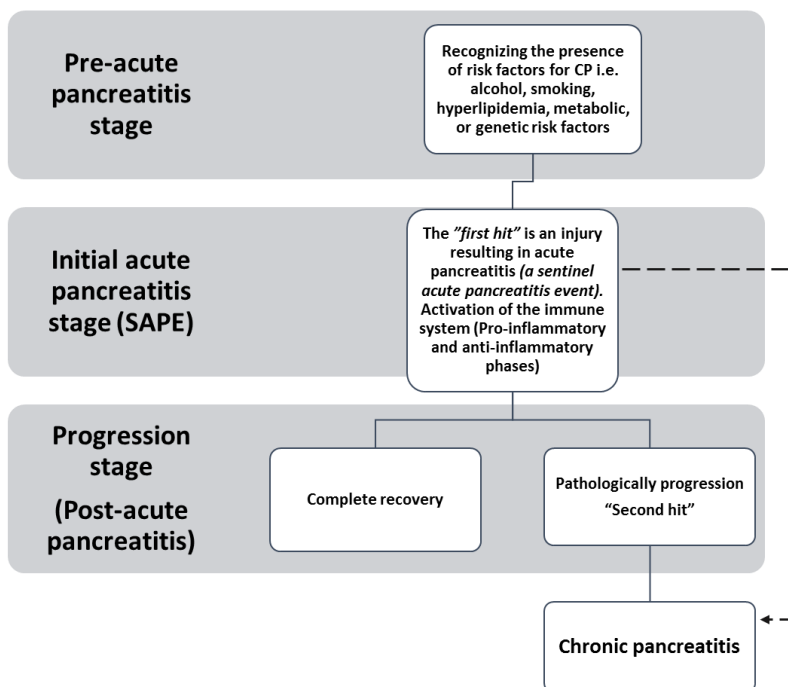 Pre-acute
pancreatitis
stage
Recognizing the presence
of risk factors for CP i.e.
alcohol, smoking,
hyperlipidemia, metabolic,
or genetic risk factors
Initial acute
pancreatitis
stage (SAPE)
The ”first hit” is an injury
resulting in acute
pancreatitis (a sentinel
acute pancreatitis event).
Activation of the immune
system (Pro-inflammatory
and anti-inflammatory
phases)
Progression
stage
(Post-acute
pancreatitis)
Complete recovery
Pathologically progression
“Second hit”
Chronic pancreatitis